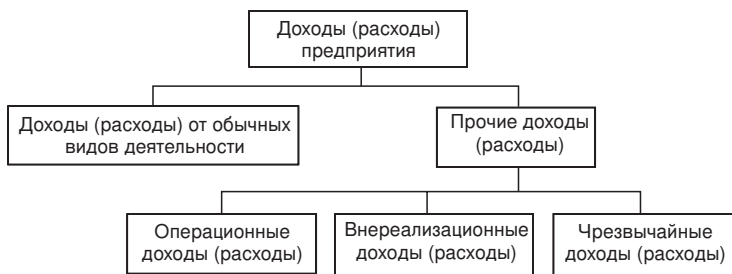 Доходы (расходы)
предприятия
Доходы (расходы) от обычных
видов деятельности
Прочие доходы
(расходы)
Операционные
доходы (расходы)
Внереализационные
доходы (расходы)
Чрезвычайные
доходы (расходы)